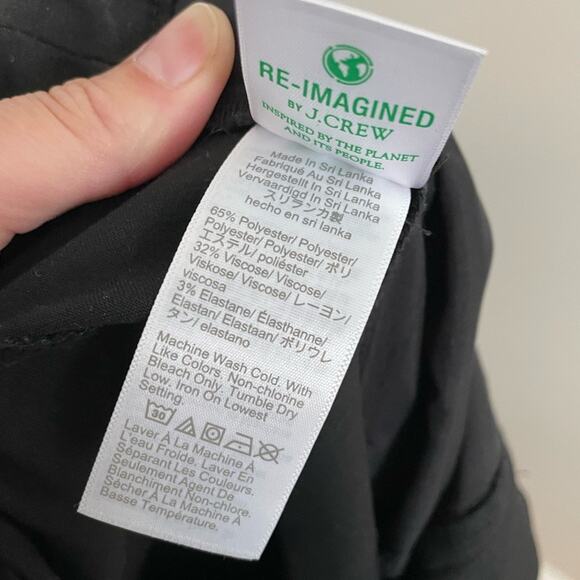 RE-IMAGINED
BY J.CREW
INSPIRED BY THE PLANET
AND ITS PEOPLE.
Made In Sri Lanka
Fabriqué Au Sri Lanka
Hergestellt In Sri Lanka
Vervaardigd In Sri Lanka
スリランカ製
hecho en sri lanka
65% Polyester/ Polyester/
Polyester/ Polyester/ ポリ
エステル/ poliéster
32% Viscose/ Viscose/
Viskose/ Viscose/ レーヨン/
viscosa
3% Elastane/ Élasthanne/
Elastan/ Elastaan/ ポリウレ
タン/ elastano
Machine Wash Cold. With
Like Colors. Non-chlorine
Bleach Only. Tumble Dry
Low. Iron On Lowest
Setting.
30
Laver À La Machine À
L'eau Froide. Laver En
Séparant Les Couleurs.
Seulement Agent De
Blanchiment Non-chlore.
Sécher À La Machine À
Basse Température.